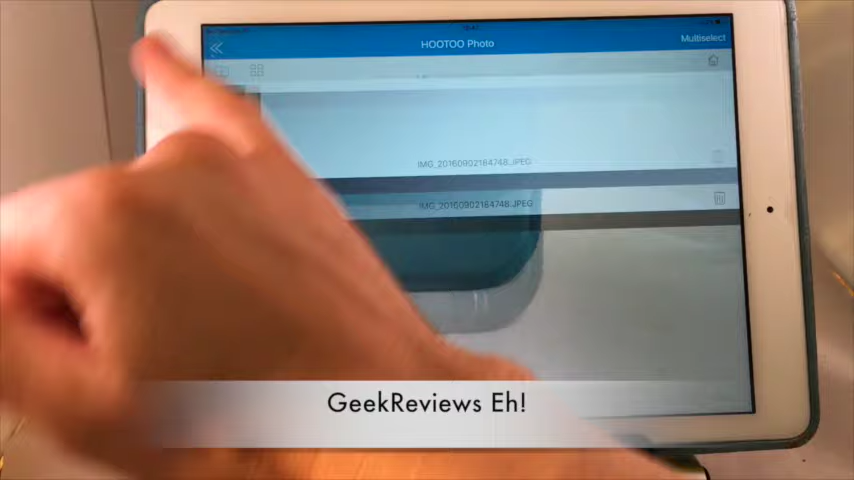 HOOTOO Photo
Multiselect
IMG_20160902184748.JPEG
IMG_20160902184748.JPEG
GeekReviews Eh!